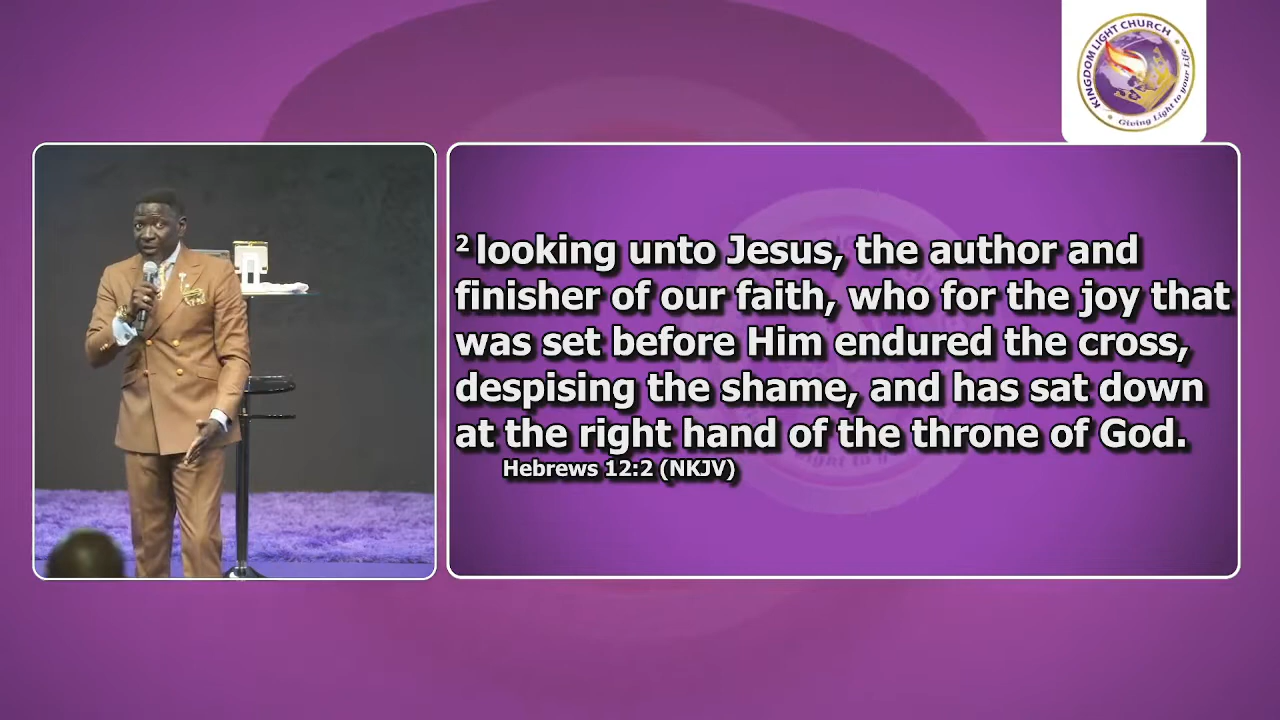 KINGDOM LIGHT CHURCH
Giving Light to your Life
2 looking unto Jesus, the author and
finisher of our faith, who for the joy that
was set before Him endured the cross,
despising the shame, and has sat down
at the right hand of the throne of God.
Hebrews 12:2 (NKJV)